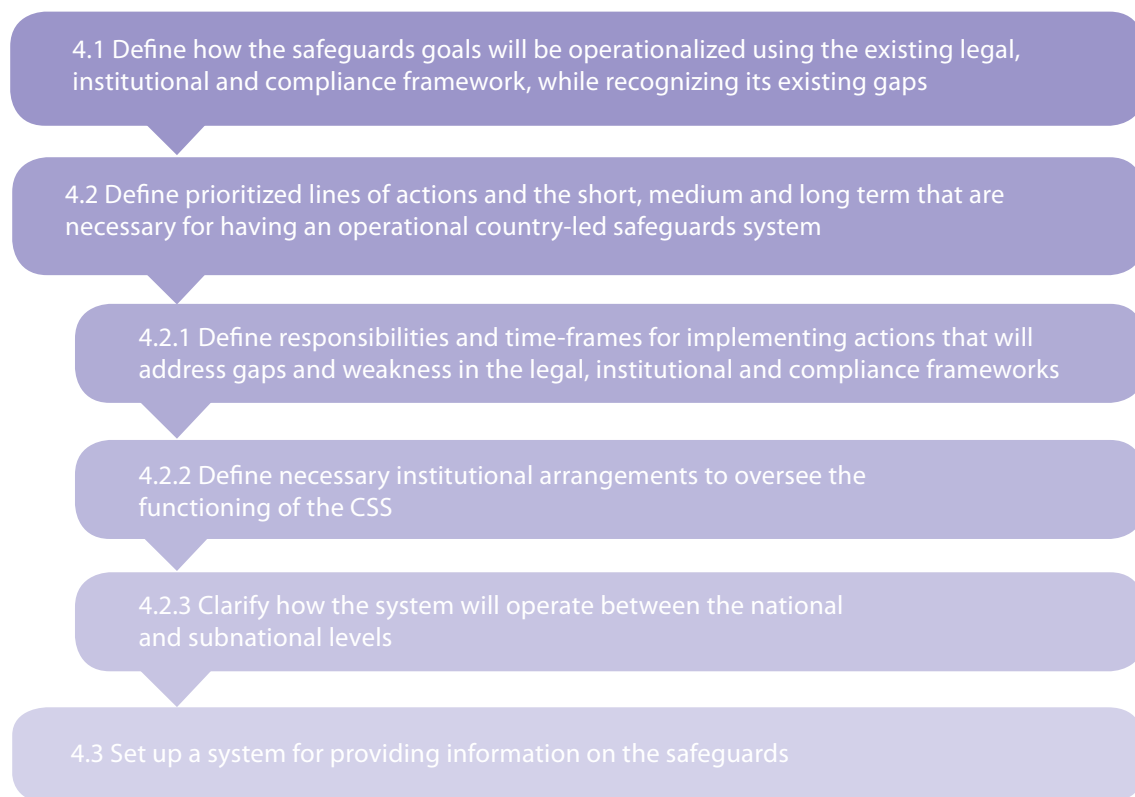 4.1 Define how the safeguards goals will be operationalized using the existing legal,
institutional and compliance framework, while recognizing its existing gaps
4.2 Define prioritized lines of actions and the short, medium and long term that are
necessary for having an operational country-led safeguards system
4.2.1 Define responsibilities and time-frames for implementing actions that will
address gaps and weakness in the legal, institutional and compliance frameworks
4.2.2 Define necessary institutional arrangements to oversee the
functioning of the CSS
4.2.3 Clarify how the system will operate between the national
and subnational levels
4.3 Set up a system for providing information on the safeguards